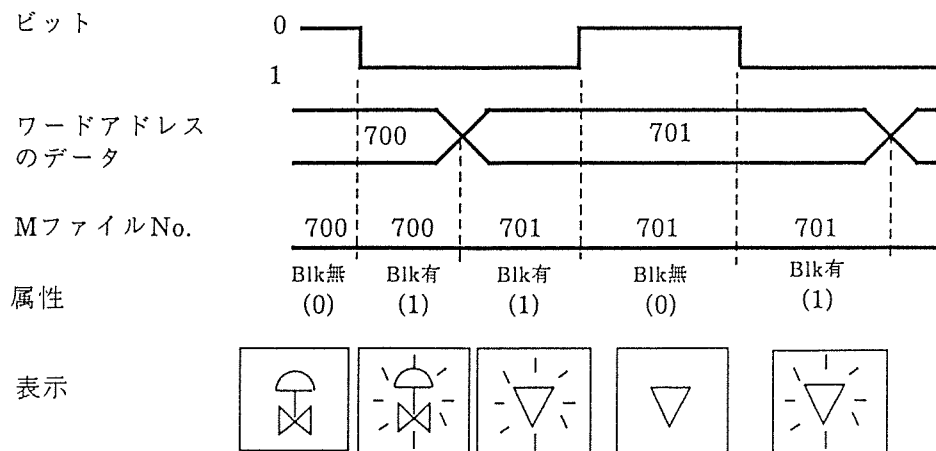 ビット
0
1
ワードアドレス
のデータ
700
701
MファイルNo.
700 700 701 701 701
属性
Blk無 Blk有 Blk有 Blk無 Blk有
(0) (1) (1) (0) (1)
表示